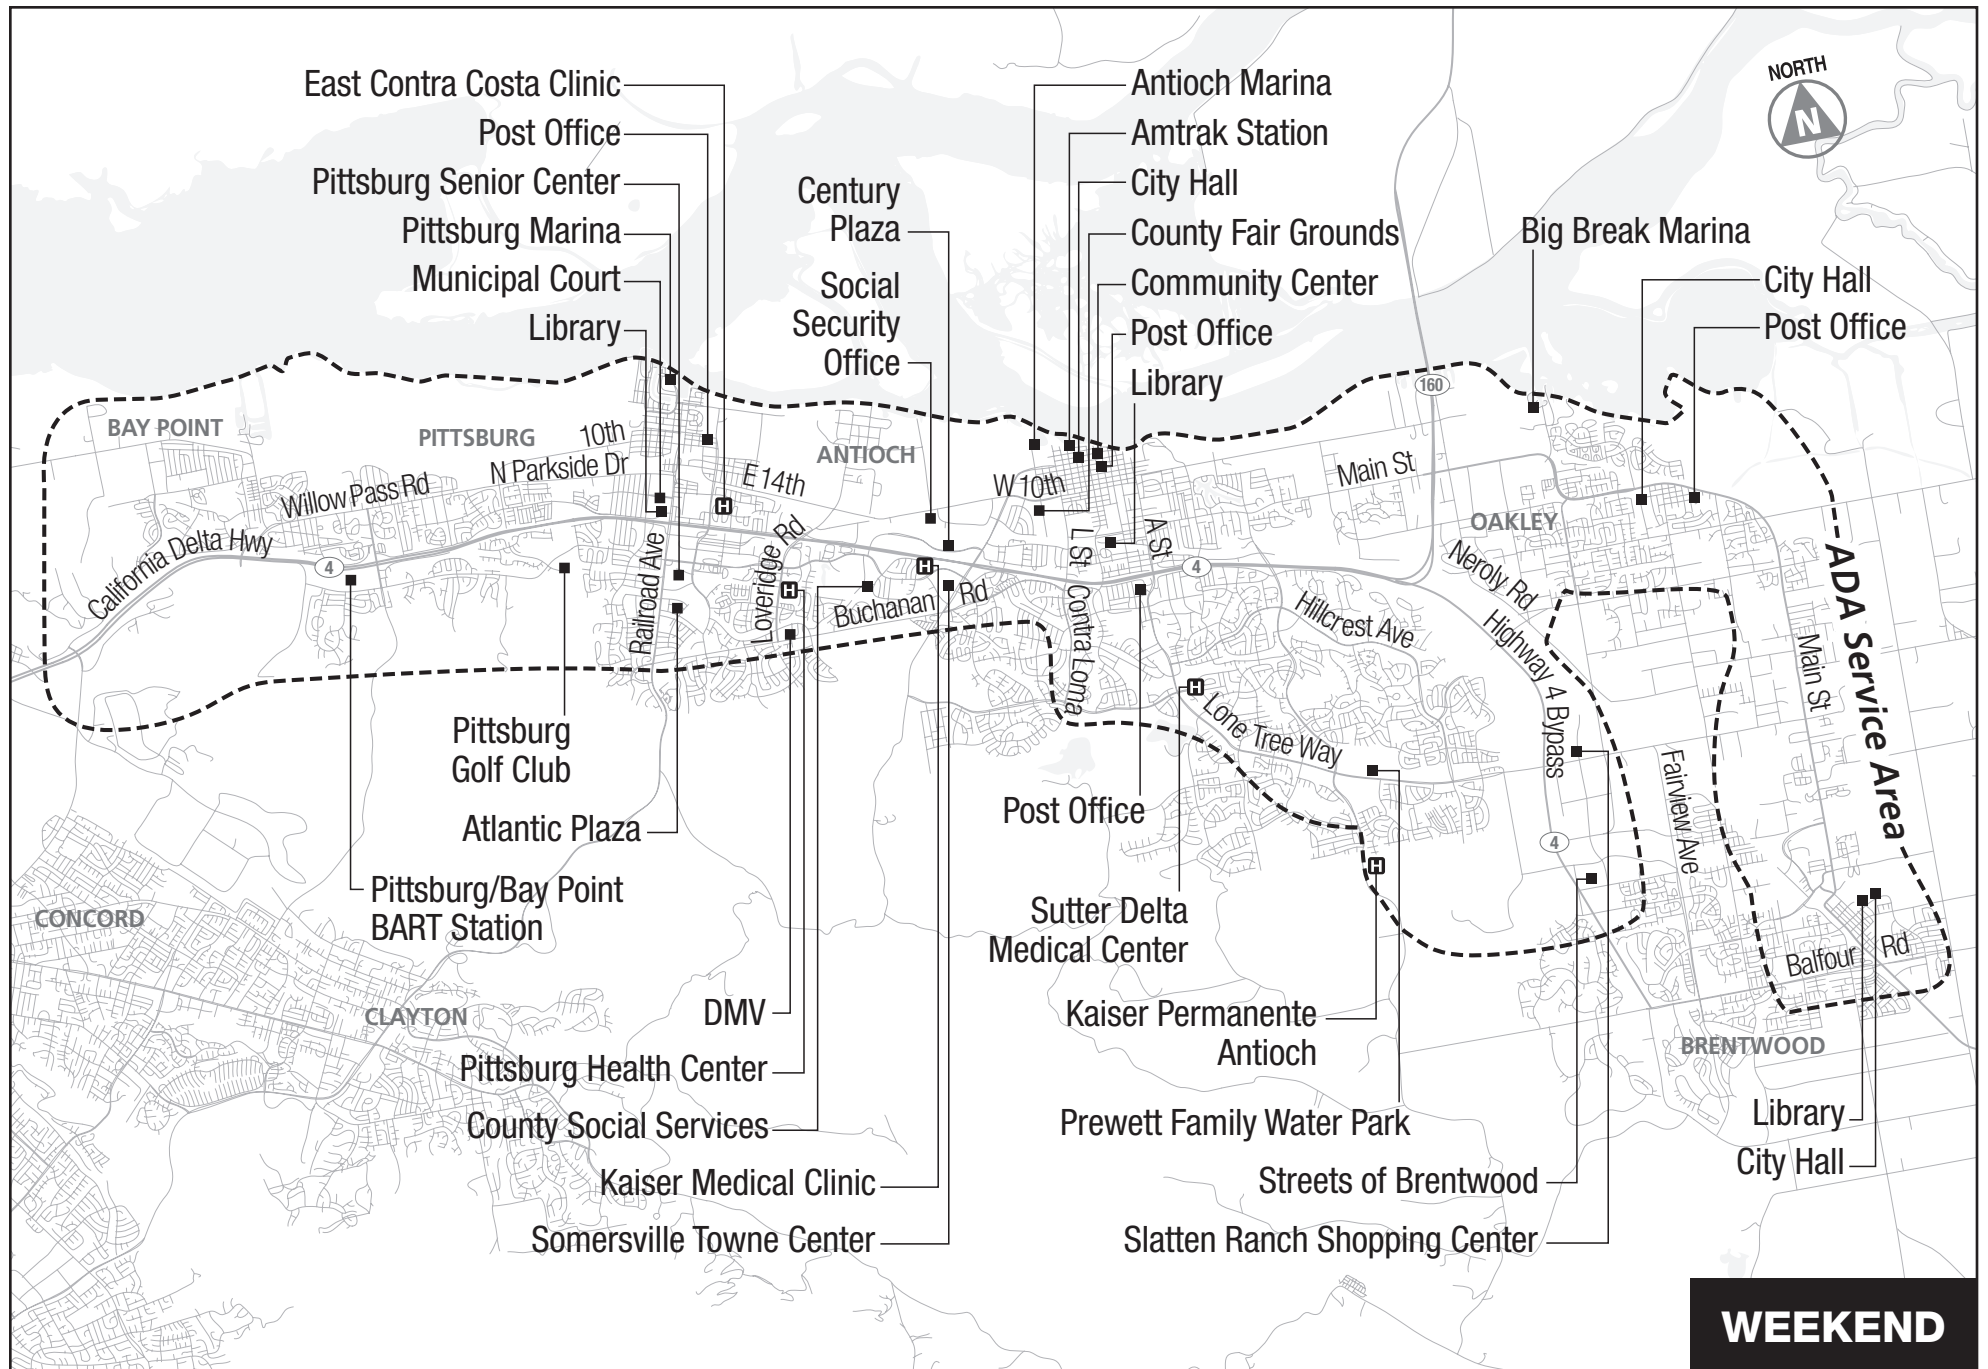 NORTH
N
East Contra Costa Clinic
Post Office
Pittsburg Senior Center
Pittsburg Marina
Municipal Court
Library
Century
Plaza
Social
Security
Office
Antioch Marina
Amtrak Station
City Hall
County Fair Grounds
Community Center
Post Office
Library
160
Big Break Marina
City Hall
Post Office
BAY POINT
PITTSBURG
10th
N Parkside Dr
Willow Pass Rd
California Delta Hwy
4
ANTIOCH
E 14th
H
Loveridge Rd
H
Railroad Ave
Buchanan Rd
H
W 10th
L St
A St
Contra Loma
4
Main St
OAKLEY
Neroly Rd
Hillcrest Ave
Highway 4 Bypass
H
Lone Tree Way
H
4
Fairview Ave
Main St
ADA Service Area
Balfour Rd
BRENTWOOD
CONCORD
CLAYTON
Pittsburg
Golf Club
Atlantic Plaza
Pittsburg/Bay Point
BART Station
DMV
Pittsburg Health Center
County Social Services
Kaiser Medical Clinic
Somersville Towne Center
Post Office
Sutter Delta
Medical Center
Kaiser Permanente
Antioch
Prewett Family Water Park
Streets of Brentwood
Slatten Ranch Shopping Center
Library
City Hall
WEEKEND